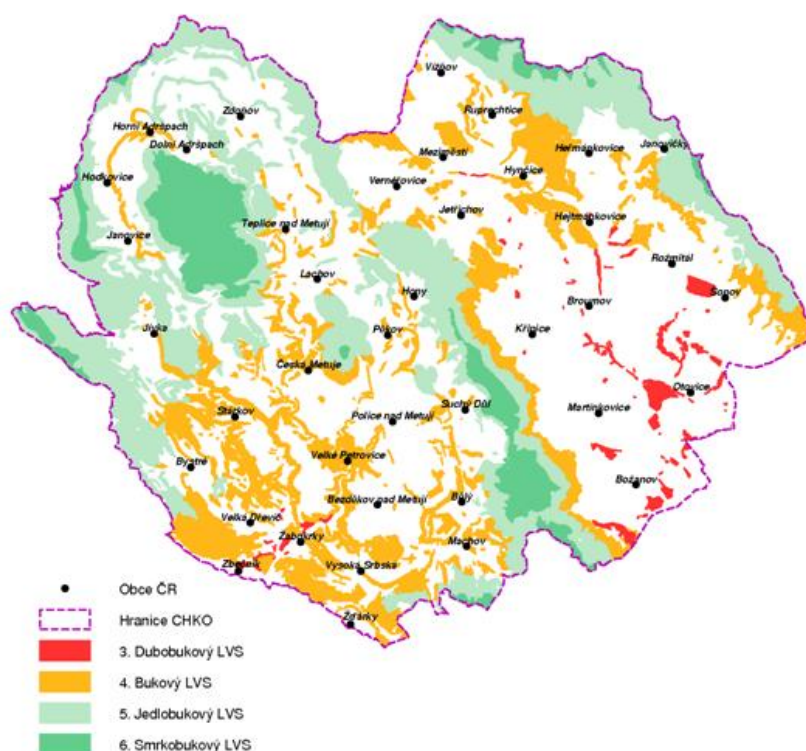 Vižňov
Ruprechtice
Zdoňov
Horní Adršpach
Dolní Adršpach
Meziměstí
Heřmánkovice
Janovičky
Hynčice
Hodkovice
Vernéřovice
Jetřichov
Hejtmánkovice
Teplice nad Metují
Janovice
Rožmitál
Lachov
Hony
Šonov
Broumov
Jívka
Pěkov
Křinice
Česká Metuje
Otovice
Suchý Důl
Martínkovice
Stárkov
Police nad Metují
Velké Petrovice
Bystré
Božanov
Bezděkov nad Metují
Bělý
Velká Dřevíč
Žabokrky
Machov
Zbečník
Vysoká Srbská
Obce ČR
Žďárky
Hranice CHKO
3. Dubobukový LVS
4. Bukový LVS
5. Jedlobukový LVS
6. Smrkobukový LVS